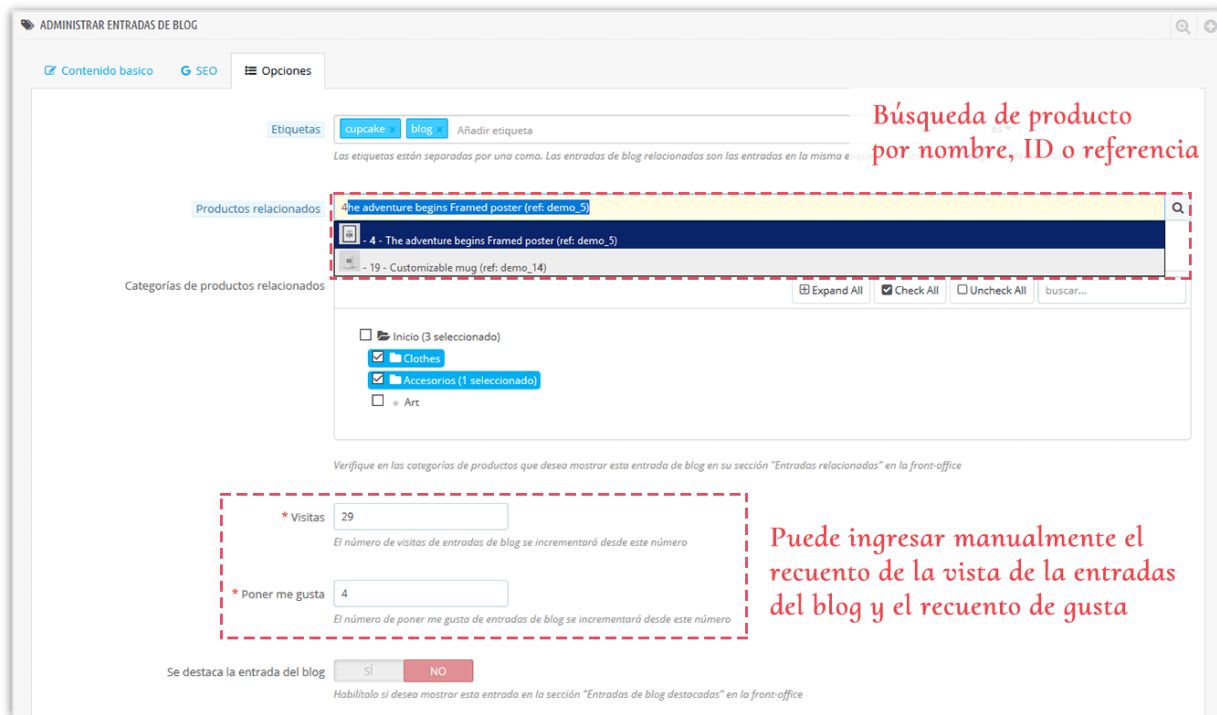 ADMINISTRAR ENTRADAS DE BLOG
Contenido basico
SEO
Opciones
Búsqueda de producto
por nombre, ID o referencia
Etiquetas
cupcake x
blog x
Añadir etiqueta
es
Las etiquetas están separadas por una coma. Las entradas de blog relacionadas son las entradas en la misma
Productos relacionados
4he adventure begins Framed poster (ref: demo_5)
- 4 - The adventure begins Framed poster (ref: demo_5)
- 19 - Customizable mug (ref: demo_14)
Categorías de productos relacionados
Expand All
Check All
Uncheck All
buscar...
Inicio (3 seleccionado)
Clothes
Accesorios (1 seleccionado)
Art
Verifique en las categorías de productos que desea mostrar esta entrada de blog en su sección "Entradas relacionadas" en la front-office
* Visitas
29
El número de visitas de entradas de blog se incrementará desde este número
Puede ingresar manualmente el
recuento de la vista de la entradas
del blog y el recuento de gusta
* Poner me gusta
4
El número de poner me gusta de entradas de blog se incrementará desde este número
Se destaca la entrada del blog
SÍ
NO
Habilítalo si desea mostrar esta entrada en la sección "Entradas de blog destacadas" en la front-office